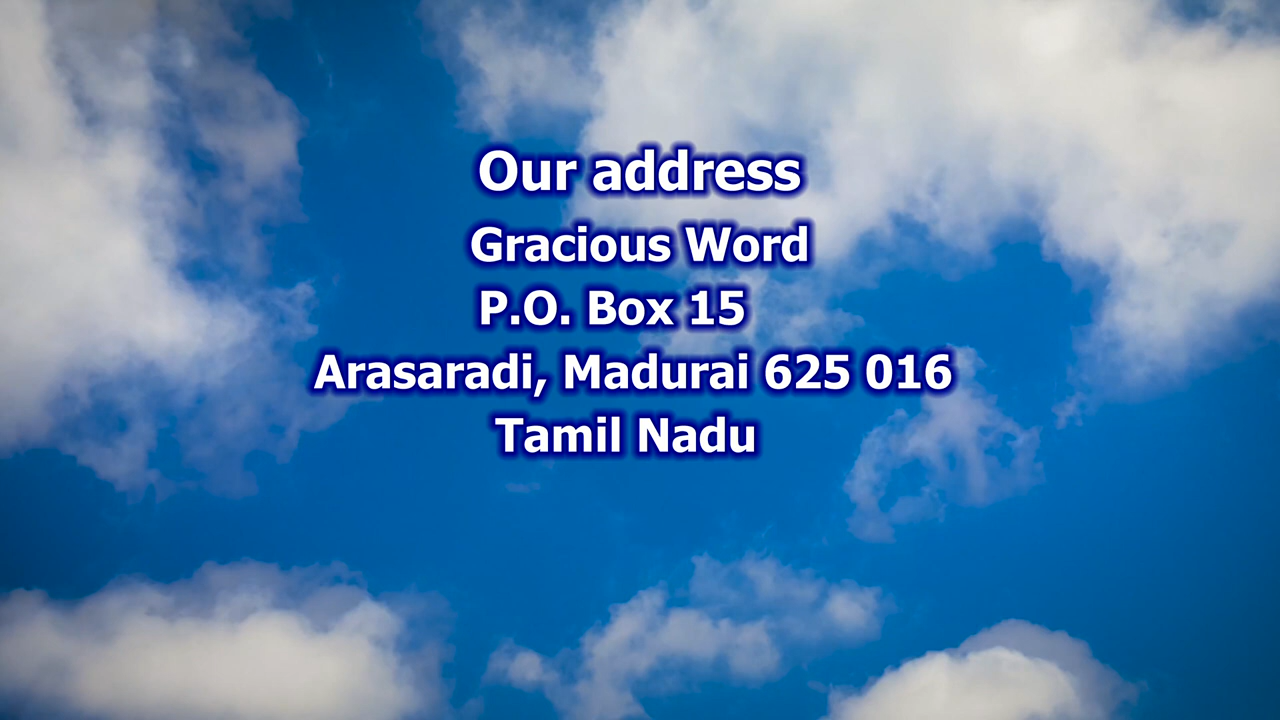 Our address
Gracious Word
P.O. Box 15
Arasaradi, Madurai 625 016
Tamil Nadu